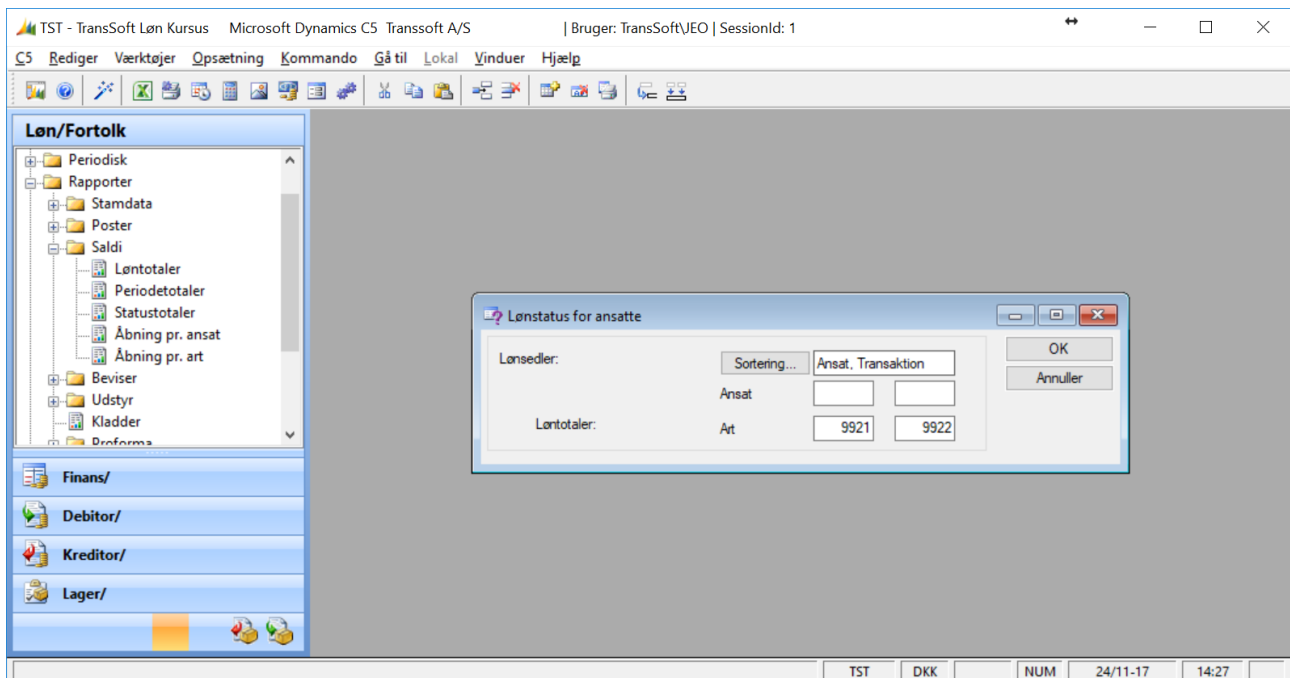 TST - TransSoft Løn Kursus Microsoft Dynamics C5 Transsoft A/S | Bruger: TransSoft\JEO | SessionId: 1
C5 Rediger Værktøjer Opsætning Kommando Gå til Lokal Vinduer Hjælp
Løn/Fortolk
Periodisk
Rapporter
Stamdata
Poster
Saldi
Løntotaler
Periodetotaler
Statustotaler
Åbning pr. ansat
Åbning pr. art
Beviser
Udstyr
Kladder
Proforma
Finans/
Debitor/
Kreditor/
Lager/
Lønstatus for ansatte
Lønsedler: Sortering... Ansat, Transaktion
Ansat
Løntotaler: Art 9921 9922
OK
Annuller
TST DKK NUM 24/11-17 14:27